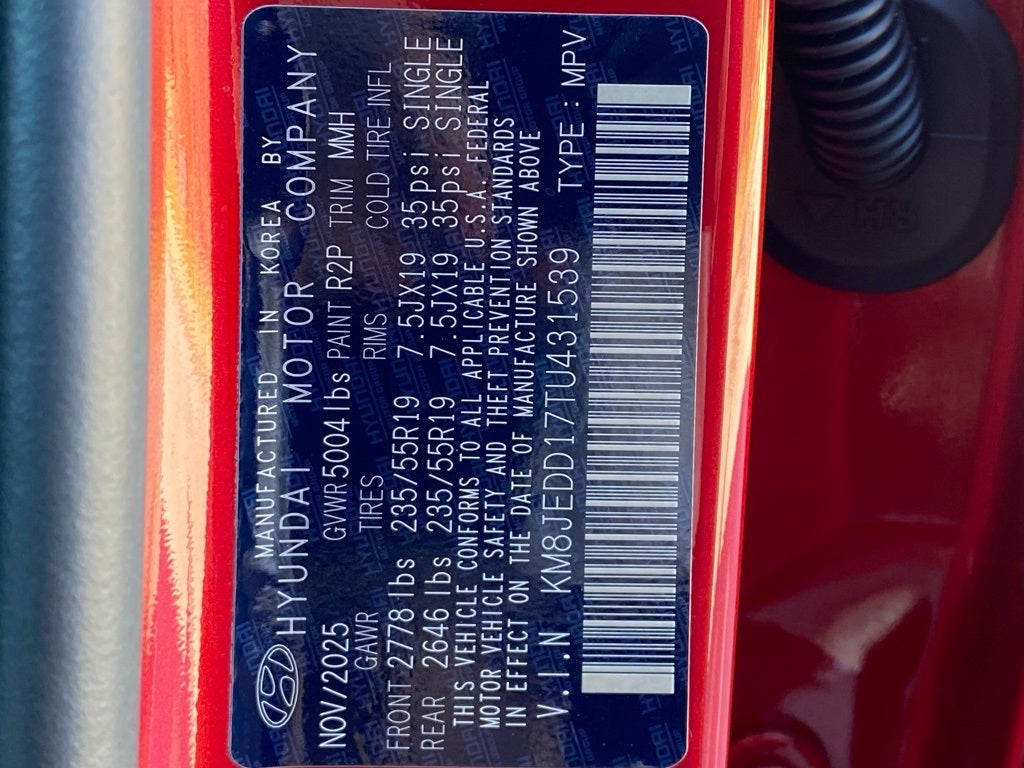 MANUFACTURED IN KOREA BY
HYUNDAI MOTOR COMPANY
NOV/2025 GVWR 5004 lbs PAINT R2P TRIM MMH
GAWR TIRES RIMS COLD TIRE INFL
FRONT 2778 lbs 235/55R19 7.5JX19 35psi SINGLE
REAR 2646 lbs 235/55R19 7.5JX19 35psi SINGLE
THIS VEHICLE CONFORMS TO ALL APPLICABLE U.S.A. FEDERAL
MOTOR VEHICLE SAFETY AND THEFT PREVENTION STANDARDS
IN EFFECT ON THE DATE OF MANUFACTURE SHOWN ABOVE
V.I.N KM8JEDD17TU431539 TYPE : MPV